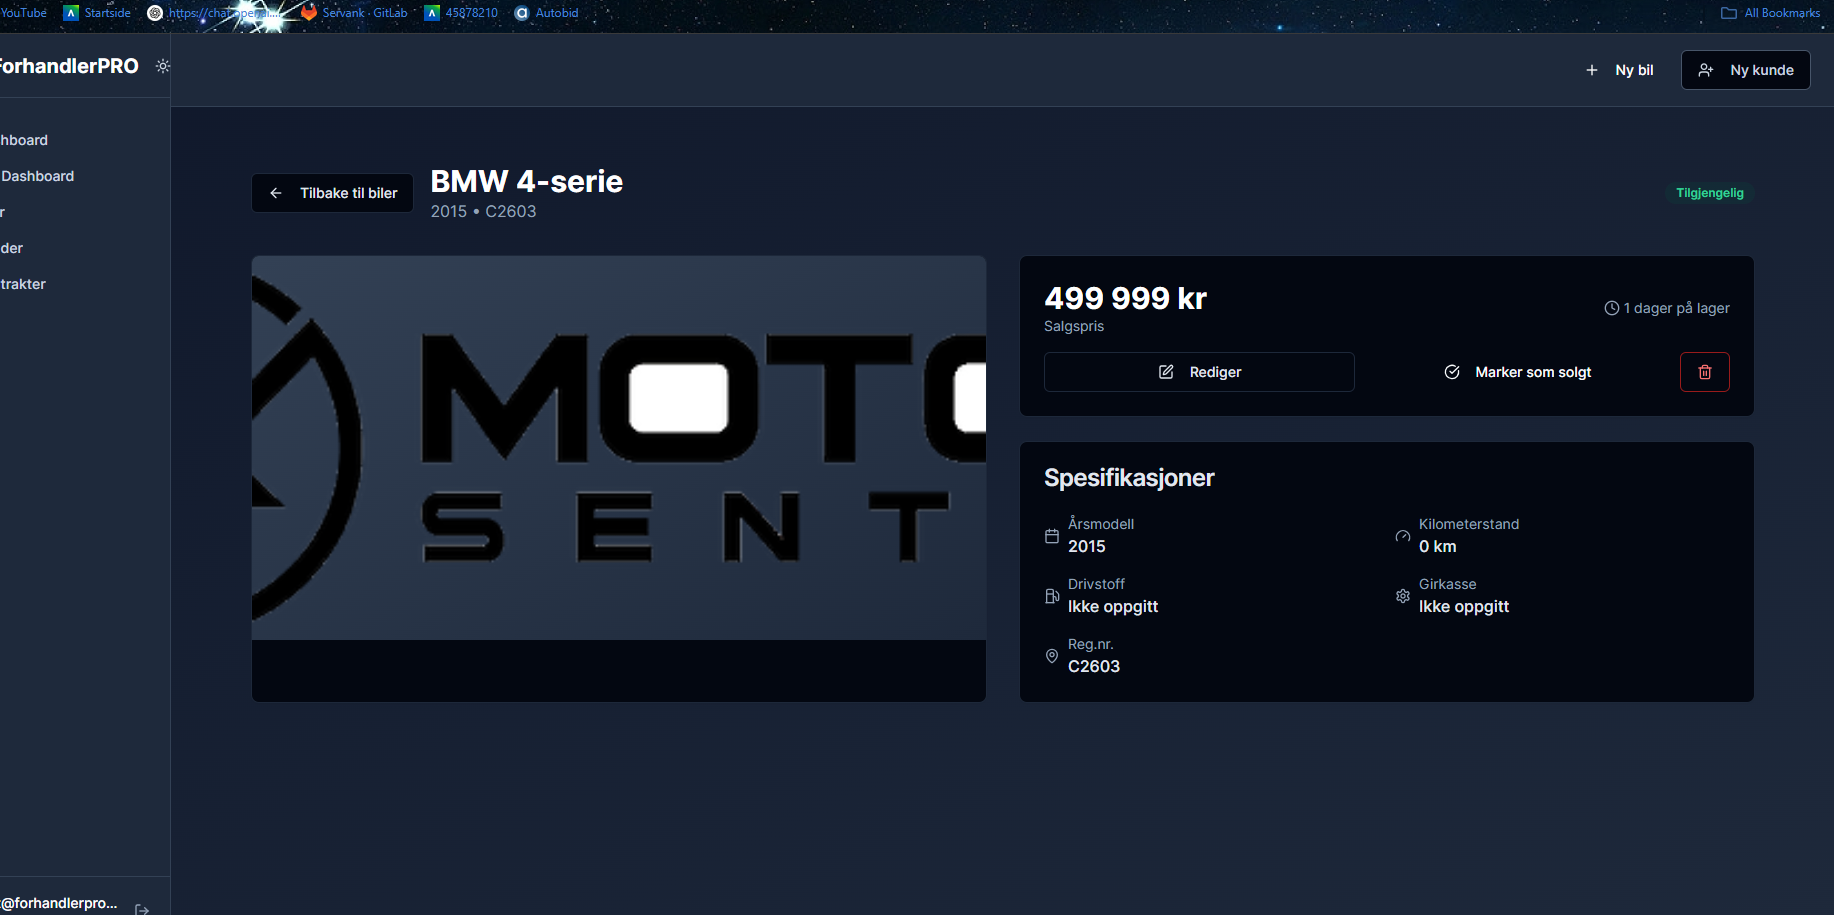 YouTube Startside https://chat.openai.... Servank · GitLab 45878210 Autobid All Bookmarks
ForhandlerPRO
Ny bil Ny kunde
hboard
Dashboard
r
der
trakter
Tilbake til biler
BMW 4-serie
2015 • C2603
Tilgjengelig
MOTO
SENT
499 999 kr
Salgspris
1 dager på lager
Rediger Marker som solgt
Spesifikasjoner
Årsmodell
2015
Kilometerstand
0 km
Drivstoff
Ikke oppgitt
Girkasse
Ikke oppgitt
Reg.nr.
C2603
@forhandlerpro...